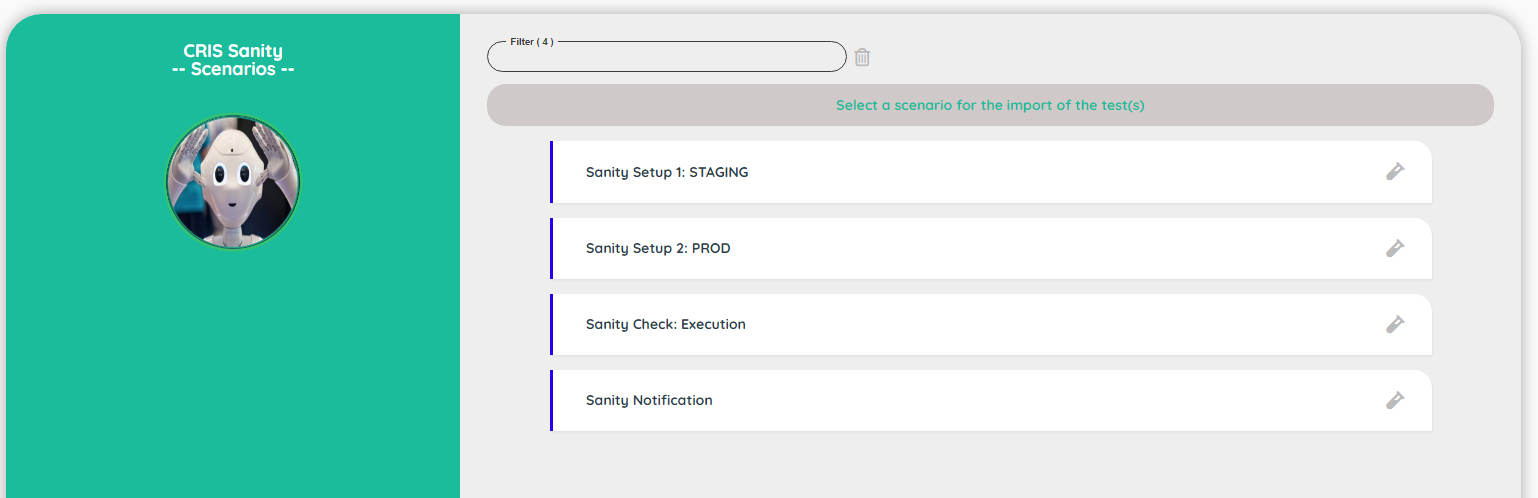 CRIS Sanity
-- Scenarios --
Filter ( 4 )
Select a scenario for the import of the test(s)
Sanity Setup 1: STAGING
Sanity Setup 2: PROD
Sanity Check: Execution
Sanity Notification